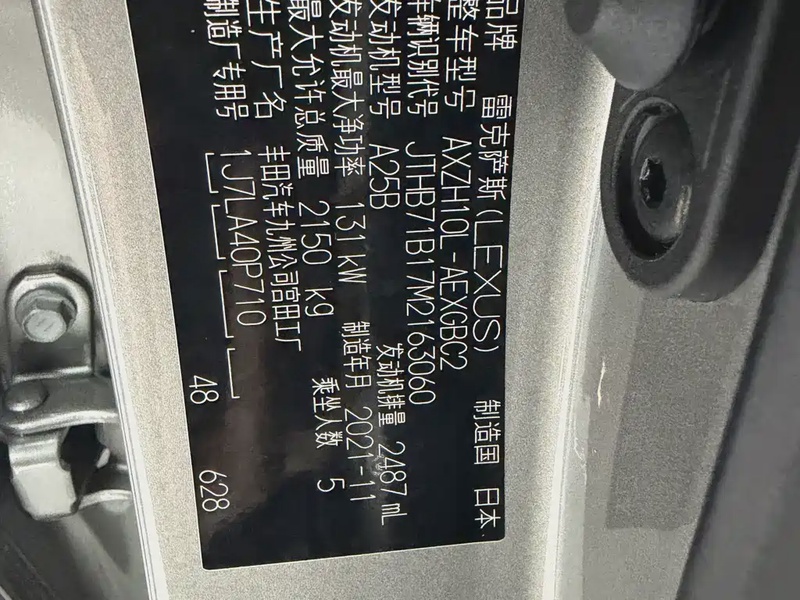 品牌 雷克萨斯(LEXUS) 制造国 日本
整车型号 AXZH10L-AEXGBC2
车辆识别代号 JTHB71B17M2163060
发动机型号 A25B 发动机排量 2487 mL
发动机最大净功率 131 kW 制造年月 2021-11
最大允许总质量 2150 kg 乘坐人数 5
生产厂名 丰田汽车九州公司宫田工厂
制造厂专用号 1J7LA40P710 48 628